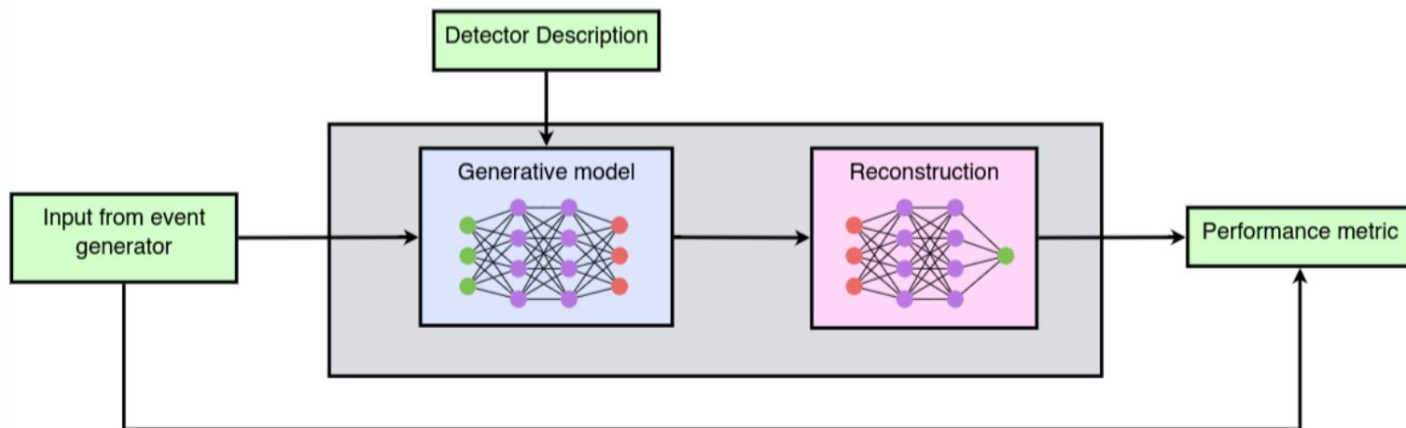 Detector Description
Generative model
Reconstruction
Input from event
generator
Performance metric